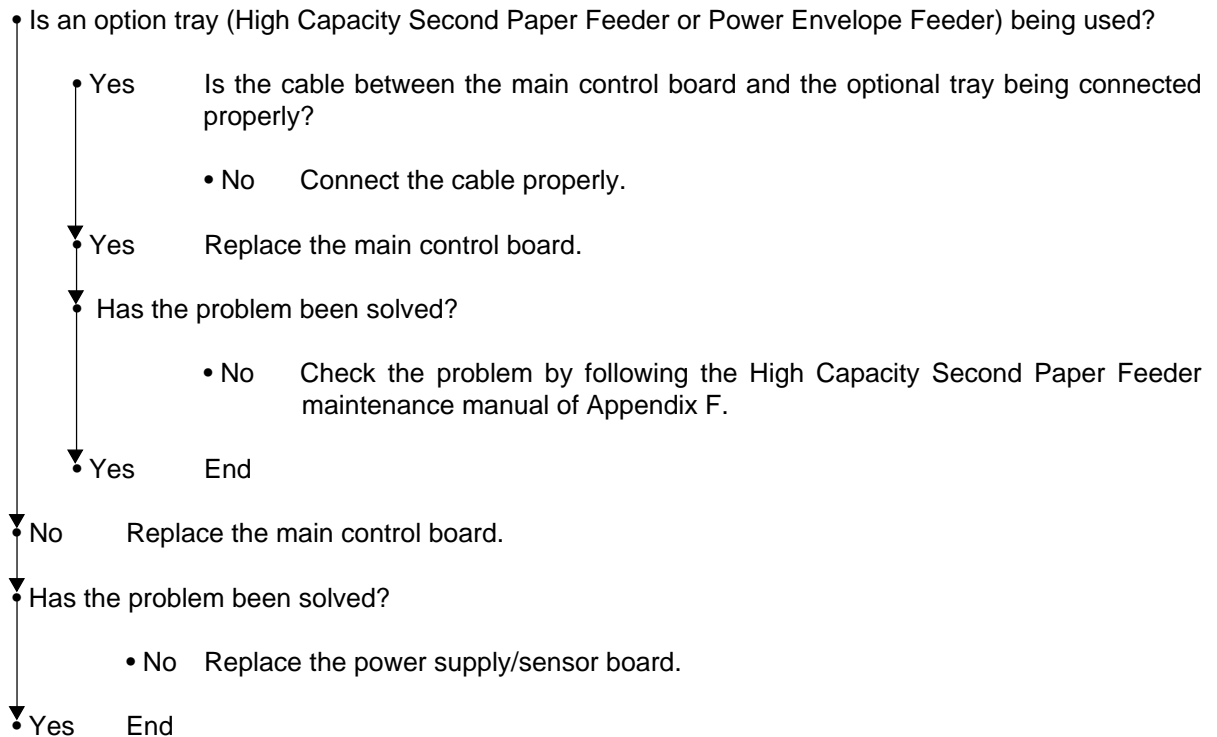 • Is an option tray (High Capacity Second Paper Feeder or Power Envelope Feeder) being used?
• Yes Is the cable between the main control board and the optional tray being connected
properly?
• No Connect the cable properly.
• Yes Replace the main control board.
• Has the problem been solved?
• No Check the problem by following the High Capacity Second Paper Feeder
maintenance manual of Appendix F.
• Yes End
• No Replace the main control board.
• Has the problem been solved?
• No Replace the power supply/sensor board.
• Yes End